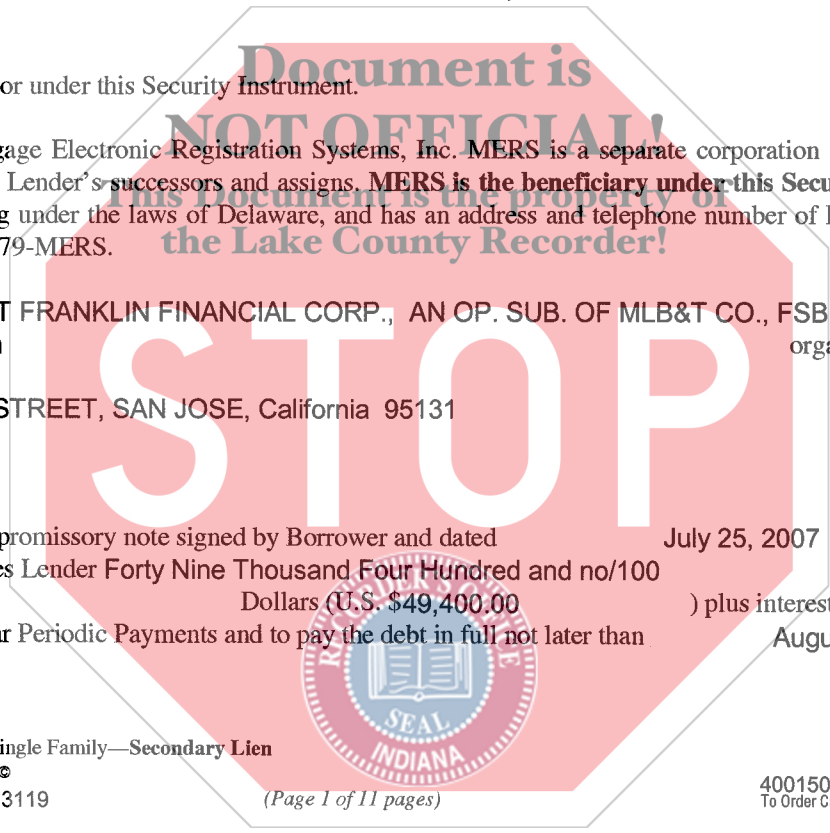 Document is
or under this Security Instrument.
NOT OFFICIAL!
gage Electronic Registration Systems, Inc. MERS is a separate corporation
Lender's successors and assigns. MERS is the beneficiary under this Secu
This Document is the property of
g under the laws of Delaware, and has an address and telephone number of
79-MERS.
the Lake County Recorder!
T FRANKLIN FINANCIAL CORP., AN OP. SUB. OF MLB&T CO., FSB
orga
STOP
STREET, SAN JOSE, California 95131
promissory note signed by Borrower and dated July 25, 2007
es Lender Forty Nine Thousand Four Hundred and no/100
Dollars (U.S. $49,400.00 ) plus interest
ar Periodic Payments and to pay the debt in full not later than Augu
RECORDER'S OFFICE
SEAL
INDIANA
ingle Family—Secondary Lien
©
3119 (Page 1 of 11 pages) 400150
To Order C